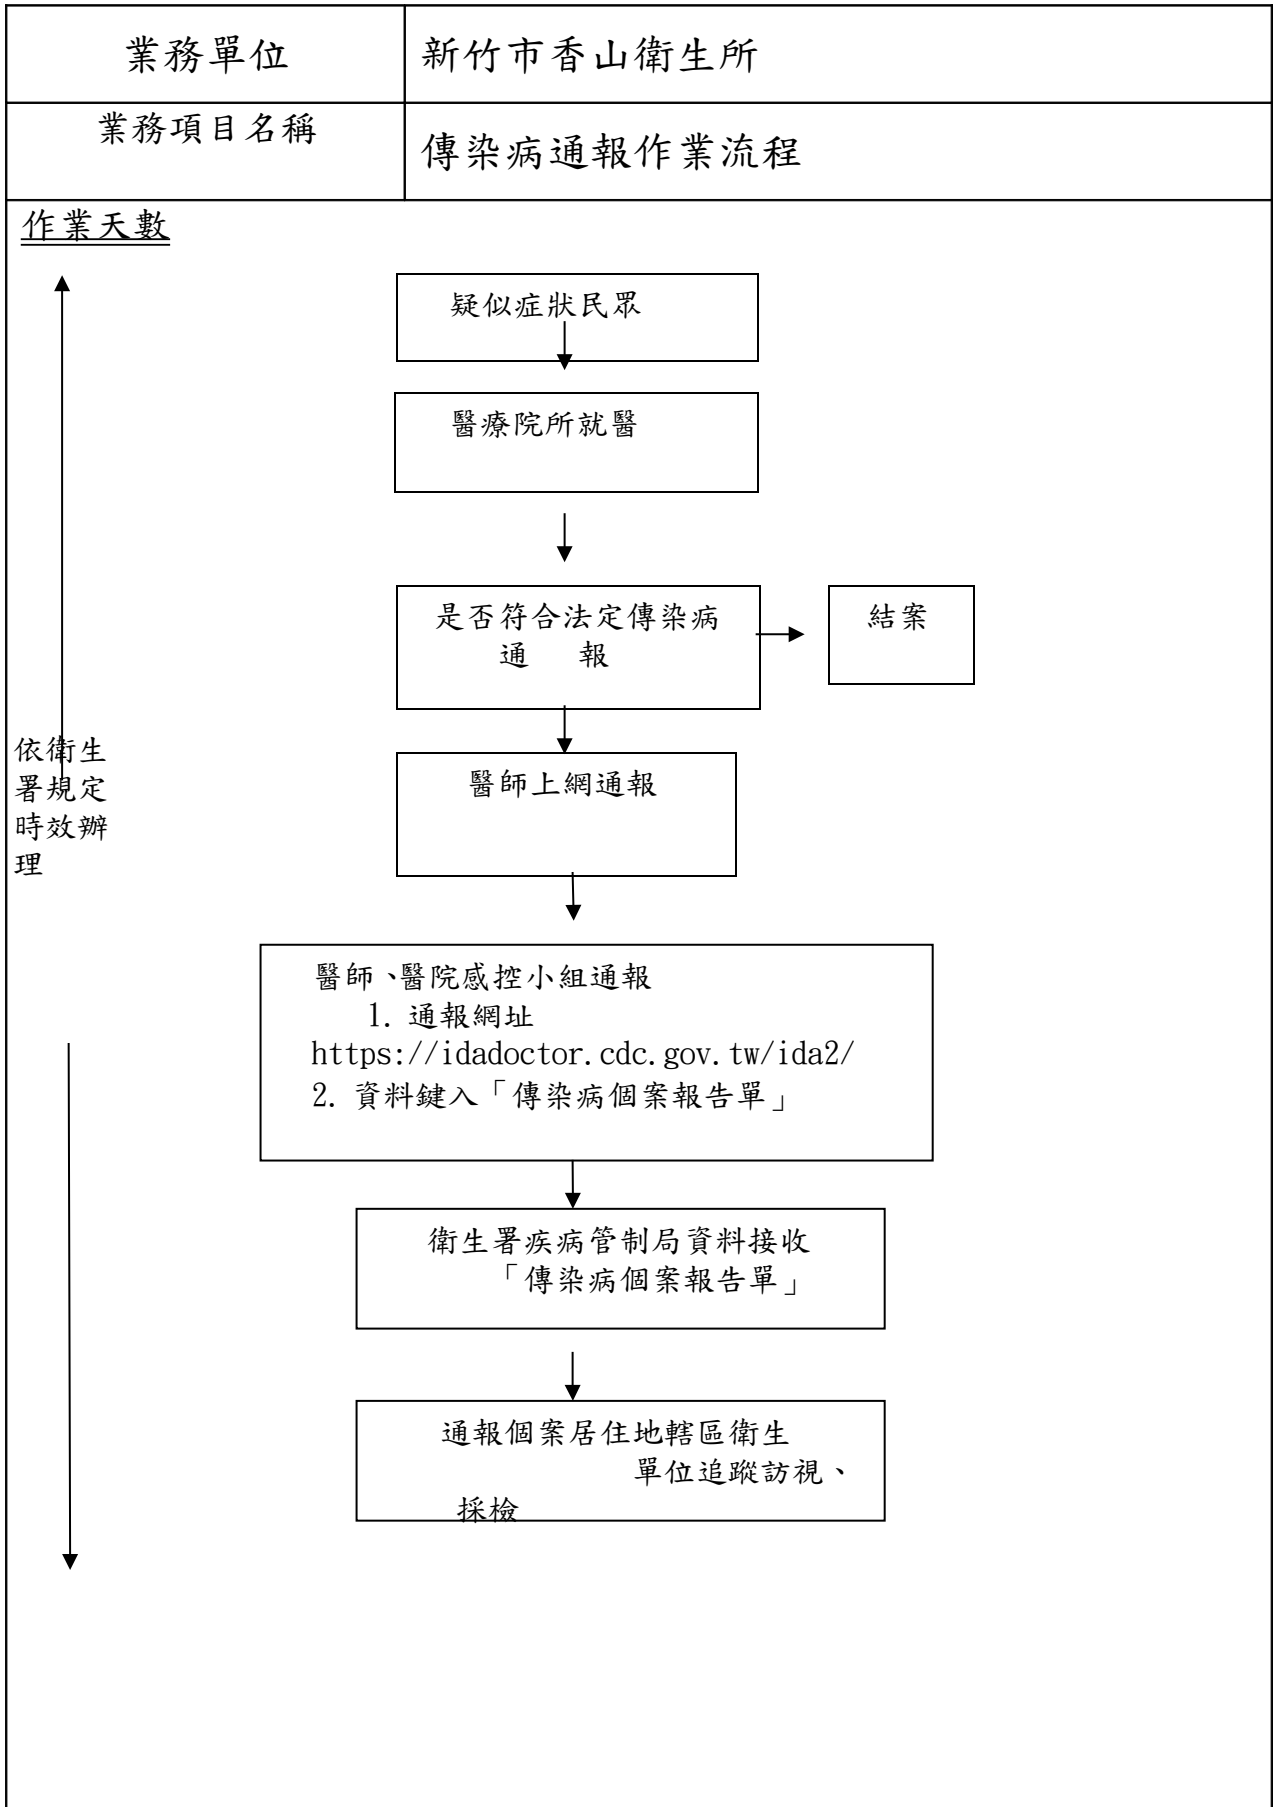 業務單位
新竹市香山衛生所
業務項目名稱
傳染病通報作業流程
作業天數
疑似症狀民眾
醫療院所就醫
是否符合法定傳染病
通 報
結案
依衛生
署規定
時效辦
理
醫師上網通報
醫師、醫院感控小組通報
1. 通報網址
https://idadoctor.cdc.gov.tw/ida2/
2. 資料鍵入「傳染病個案報告單」
衛生署疾病管制局資料接收
「傳染病個案報告單」
通報個案居住地轄區衛生
單位追蹤訪視、
採檢